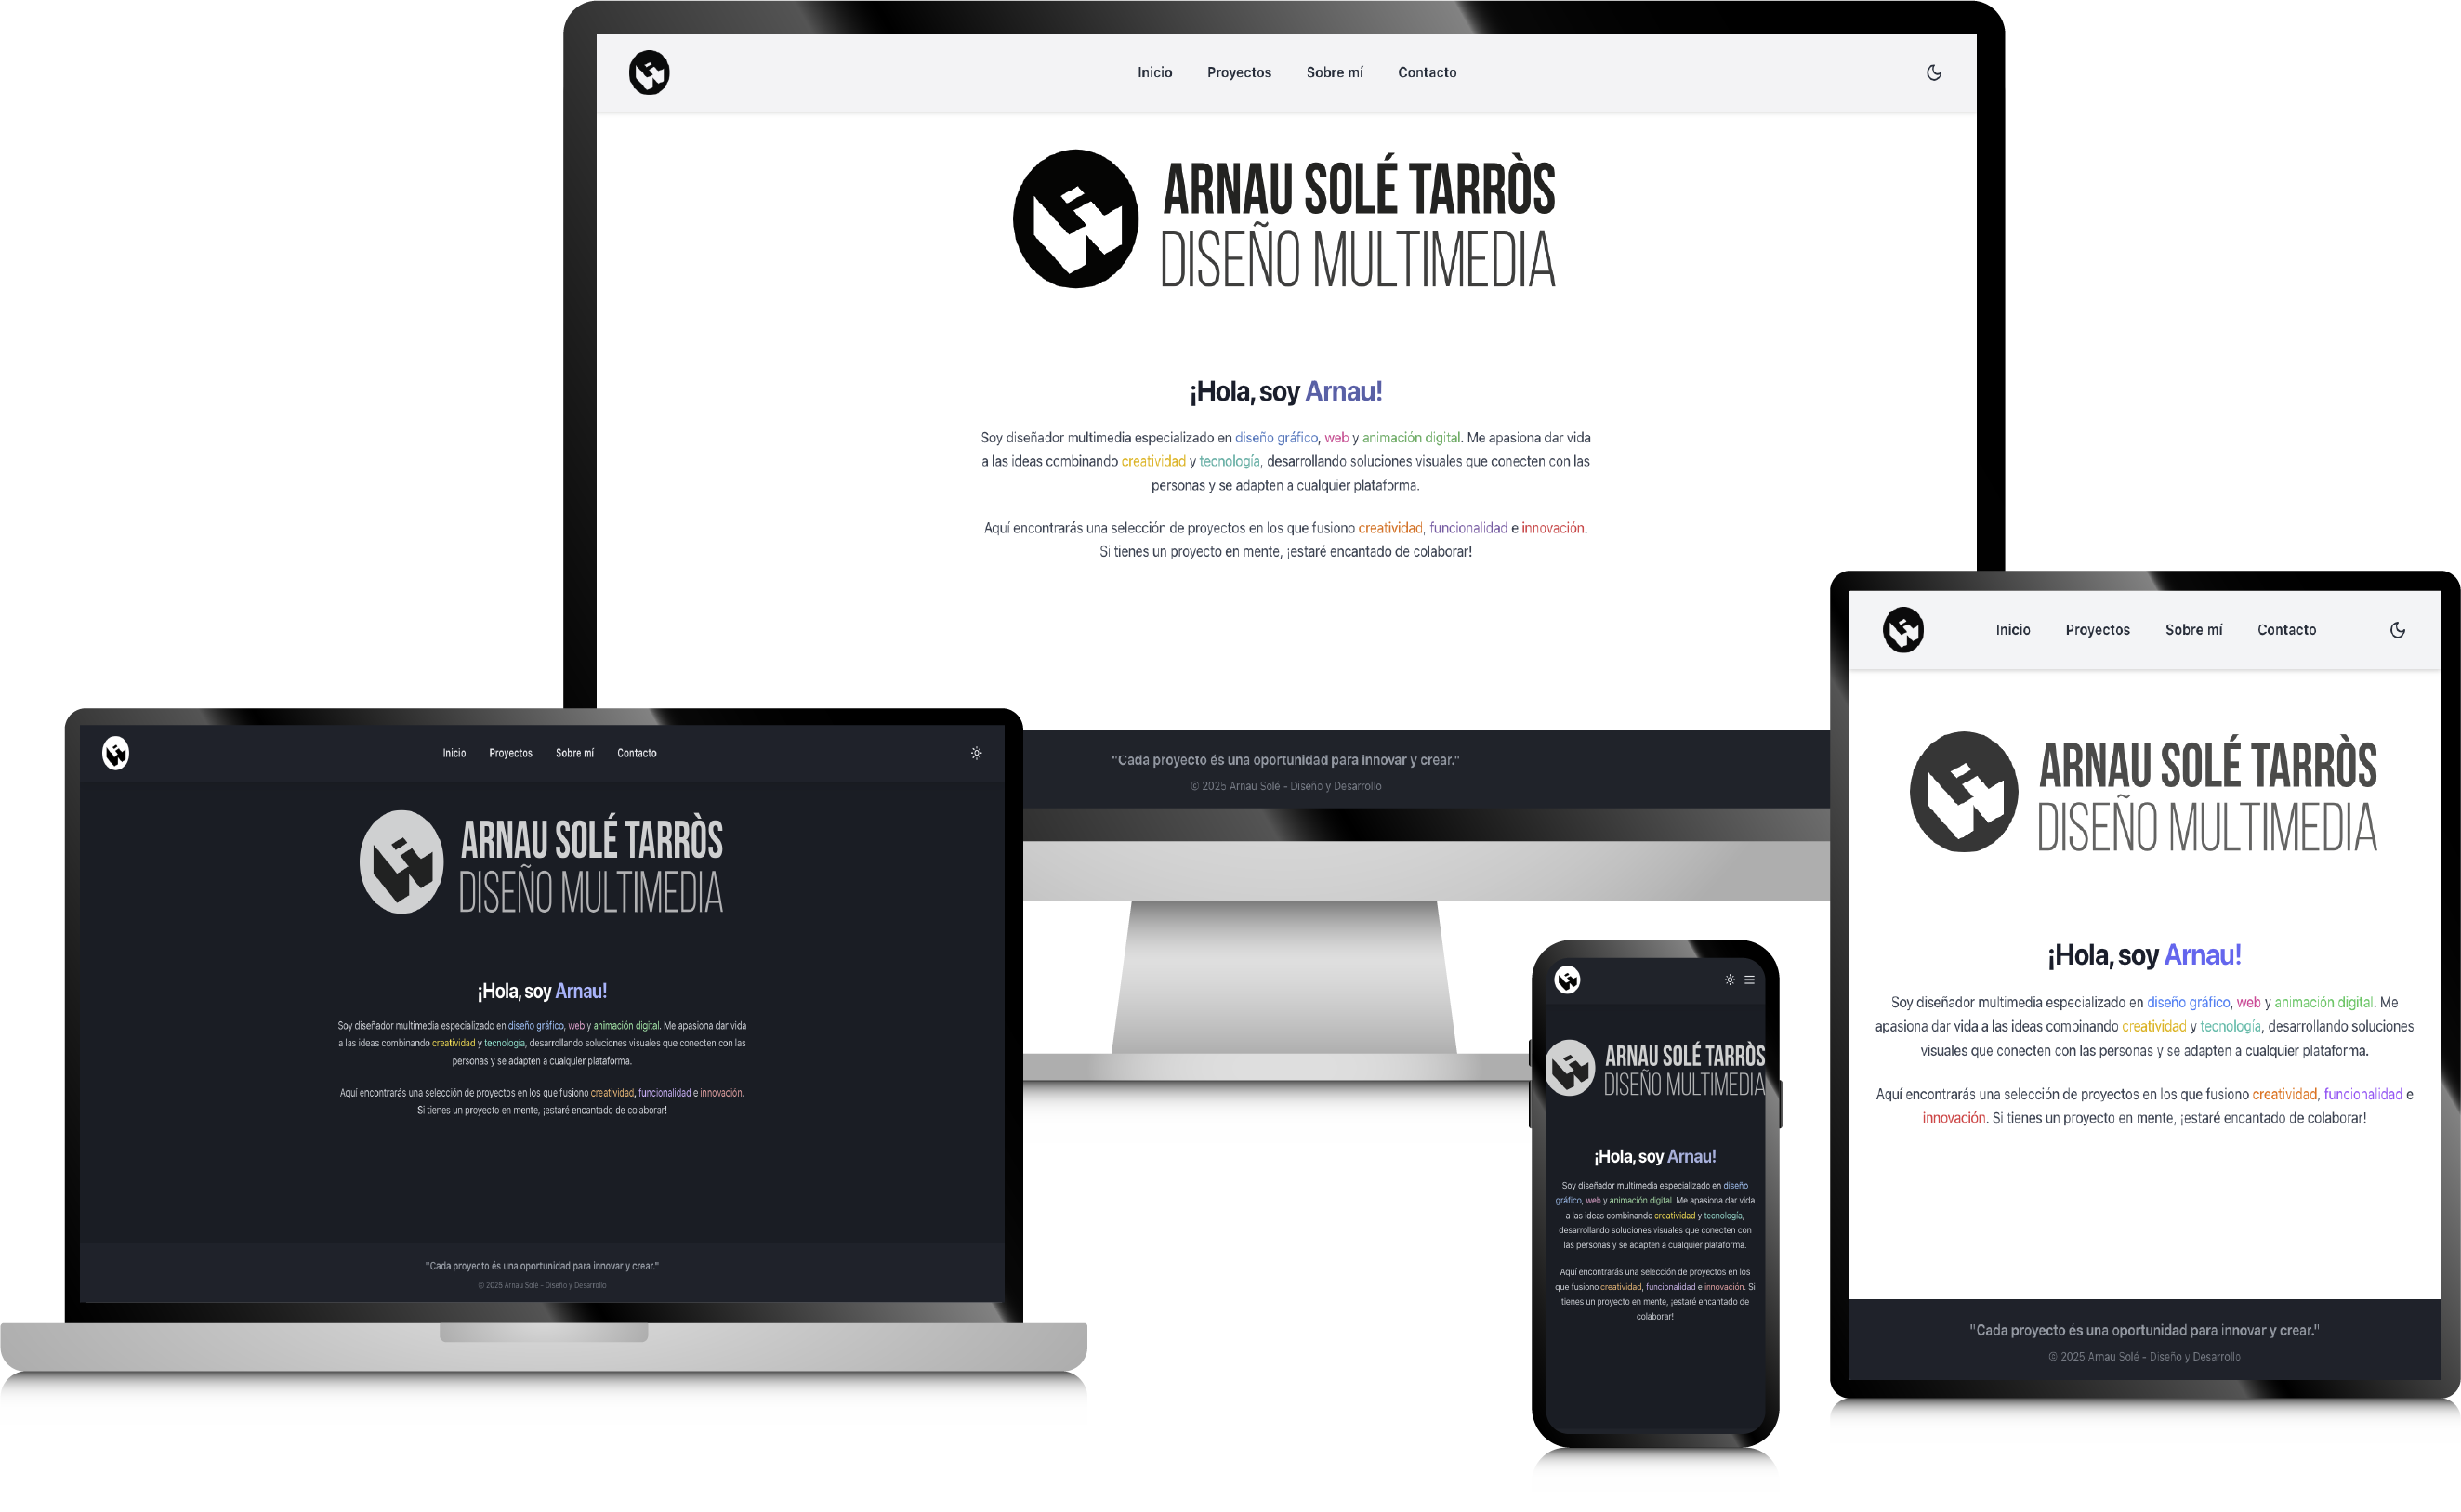 Inicio Proyectos Sobre mí Contacto
ARNAU SOLÉ TARRÒS
DISEÑO MULTIMEDIA
¡Hola, soy Arnau!
Soy diseñador multimedia especializado en diseño gráfico, web y animación digital. Me apasiona dar vida
a las ideas combinando creatividad y tecnología, desarrollando soluciones visuales que conecten con las
personas y se adapten a cualquier plataforma.
Aquí encontrarás una selección de proyectos en los que fusiono creatividad, funcionalidad e innovación.
Si tienes un proyecto en mente, ¡estaré encantado de colaborar!
"Cada proyecto és una oportunidad para innovar y crear."
© 2025 Arnau Solé - Diseño y Desarrollo
Inicio Proyectos Sobre mí Contacto
ARNAU SOLÉ TARRÒS
DISEÑO MULTIMEDIA
¡Hola, soy Arnau!
Soy diseñador multimedia especializado en diseño gráfico, web y animación digital. Me apasiona dar vida
a las ideas combinando creatividad y tecnología, desarrollando soluciones visuales que conecten con las
personas y se adapten a cualquier plataforma.
Aquí encontrarás una selección de proyectos en los que fusiono creatividad, funcionalidad e innovación.
Si tienes un proyecto en mente, ¡estaré encantado de colaborar!
"Cada proyecto és una oportunidad para innovar y crear."
© 2025 Arnau Solé - Diseño y Desarrollo
ARNAU SOLÉ TARRÒS
DISEÑO MULTIMEDIA
¡Hola, soy Arnau!
Soy diseñador multimedia especializado en diseño
gráfico, web y animación digital. Me apasiona dar vida
a las ideas combinando creatividad y tecnología,
desarrollando soluciones visuales que conecten con
las personas y se adapten a cualquier plataforma.
Aquí encontrarás una selección de proyectos en los
que fusiono creatividad, funcionalidad e innovación. Si
tienes un proyecto en mente, ¡estaré encantado de
colaborar!
Inicio Proyectos Sobre mí Contacto
ARNAU SOLÉ TARRÒS
DISEÑO MULTIMEDIA
¡Hola, soy Arnau!
Soy diseñador multimedia especializado en diseño gráfico, web y animación digital. Me
apasiona dar vida a las ideas combinando creatividad y tecnología, desarrollando soluciones
visuales que conecten con las personas y se adapten a cualquier plataforma.
Aquí encontrarás una selección de proyectos en los que fusiono creatividad, funcionalidad e
innovación. Si tienes un proyecto en mente, ¡estaré encantado de colaborar!
"Cada proyecto és una oportunidad para innovar y crear."
© 2025 Arnau Solé - Diseño y Desarrollo